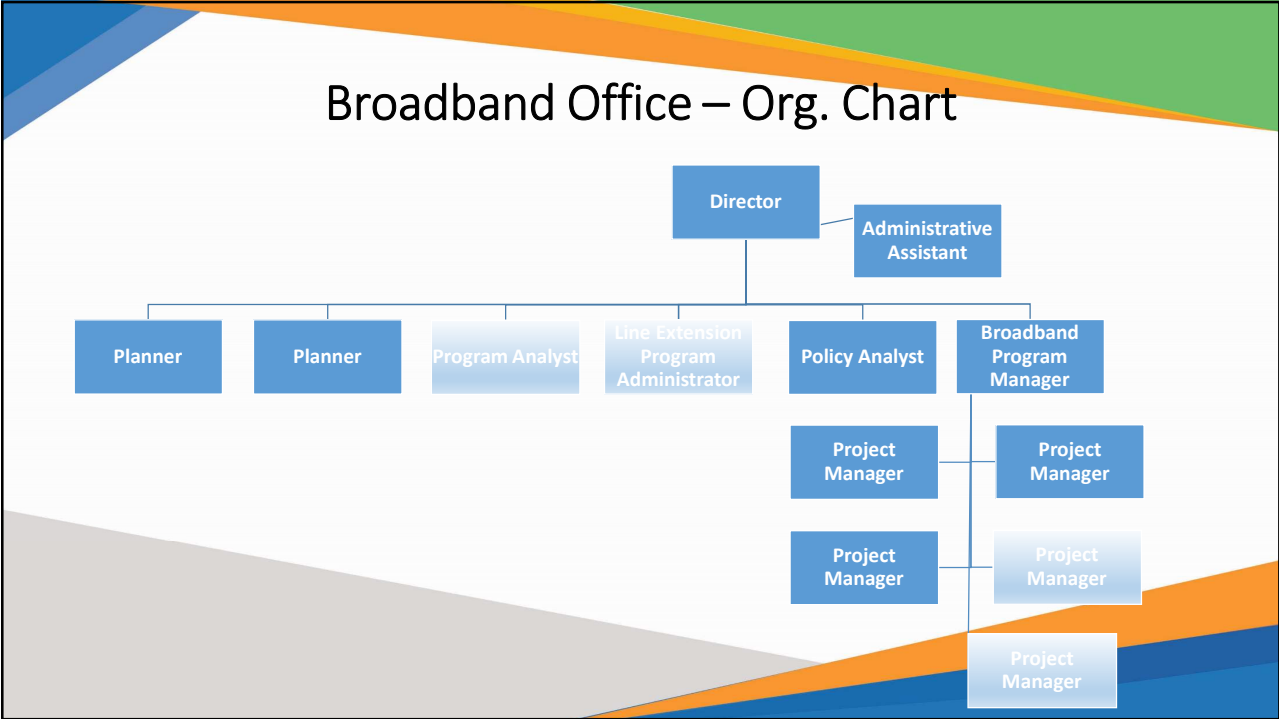 Broadband Office – Org. Chart
Director
Administrative
Assistant
Planner
Planner
Program Analyst
Line Extension
Program
Administrator
Policy Analyst
Broadband
Program
Manager
Project
Manager
Project
Manager
Project
Manager
Project
Manager
Project
Manager